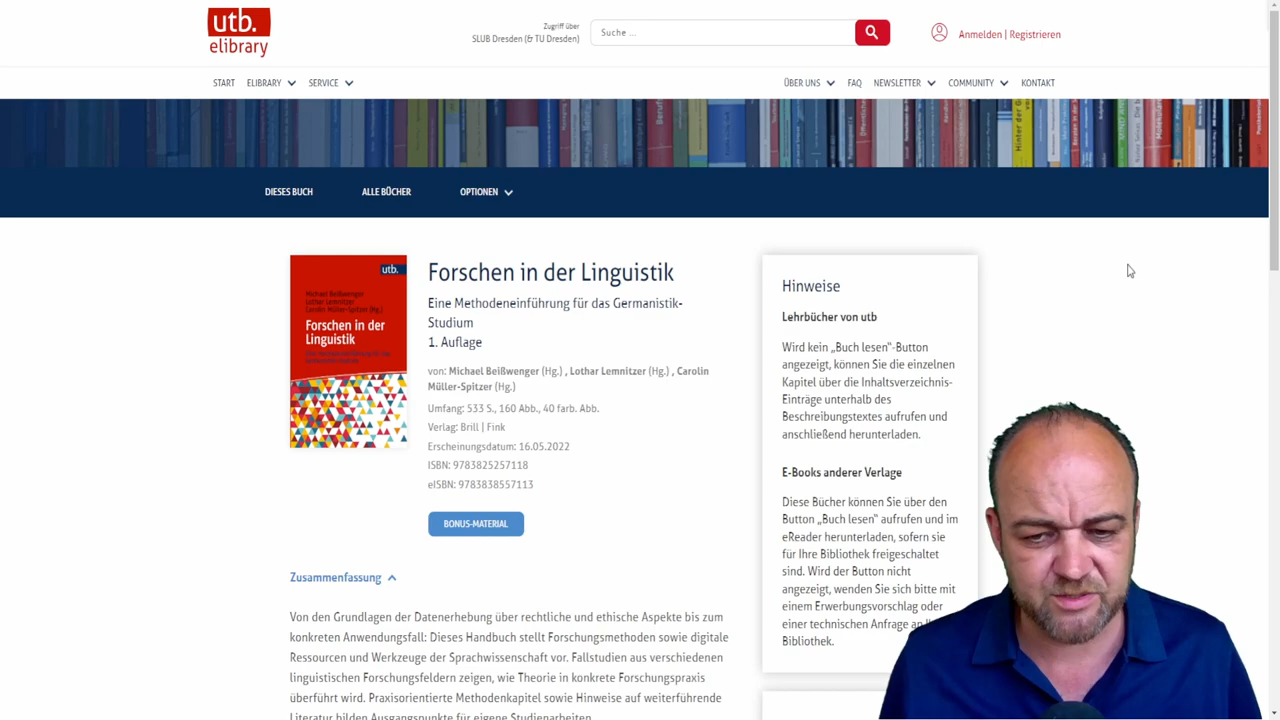 utb.
elibrary
Zugriff über
SLUB Dresden (& TU Dresden)
Suche ...
Anmelden | Registrieren
START
ELIBRARY
SERVICE
ÜBER UNS
FAQ
NEWSLETTER
COMMUNITY
KONTAKT
DIESES BUCH
ALLE BÜCHER
OPTIONEN
utb.
Michael Beißwenger
Lothar Lemnitzer
Carolin Müller-Spitzer (Hg.)
Forschen in der
Linguistik
Forschen in der Linguistik
Eine Methodeneinführung für das Germanistik-
Studium
1. Auflage
von: Michael Beißwenger (Hg.) , Lothar Lemnitzer (Hg.) , Carolin
Müller-Spitzer (Hg.)
Umfang: 533 S., 160 Abb., 40 farb. Abb.
Verlag: Brill | Fink
Erscheinungsdatum: 16.05.2022
ISBN: 9783825257118
eISBN: 9783838557113
BONUS-MATERIAL
Zusammenfassung
Von den Grundlagen der Datenerhebung über rechtliche und ethische Aspekte bis zum
konkreten Anwendungsfall: Dieses Handbuch stellt Forschungsmethoden sowie digitale
Ressourcen und Werkzeuge der Sprachwissenschaft vor. Fallstudien aus verschiedenen
linguistischen Forschungsfeldern zeigen, wie Theorie in konkrete Forschungspraxis
überführt wird. Praxisorientierte Methodenkapitel sowie Hinweise auf weiterführende
Literatur bilden Ausgangspunkte für eigene Studienarbeiten.
Hinweise
Lehrbücher von utb
Wird kein „Buch lesen“-Button
angezeigt, können Sie die einzelnen
Kapitel über die Inhaltsverzeichnis-
Einträge unterhalb des
Beschreibungstextes aufrufen und
anschließend herunterladen.
E-Books anderer Verlage
Diese Bücher können Sie über den
Button „Buch lesen“ aufrufen und im
eReader herunterladen, sofern sie
für Ihre Bibliothek freigeschaltet
sind. Wird der Button nicht
angezeigt, wenden Sie sich bitte mit
einem Erwerbungsvorschlag oder
einer technischen Anfrage an
Bibliothek.